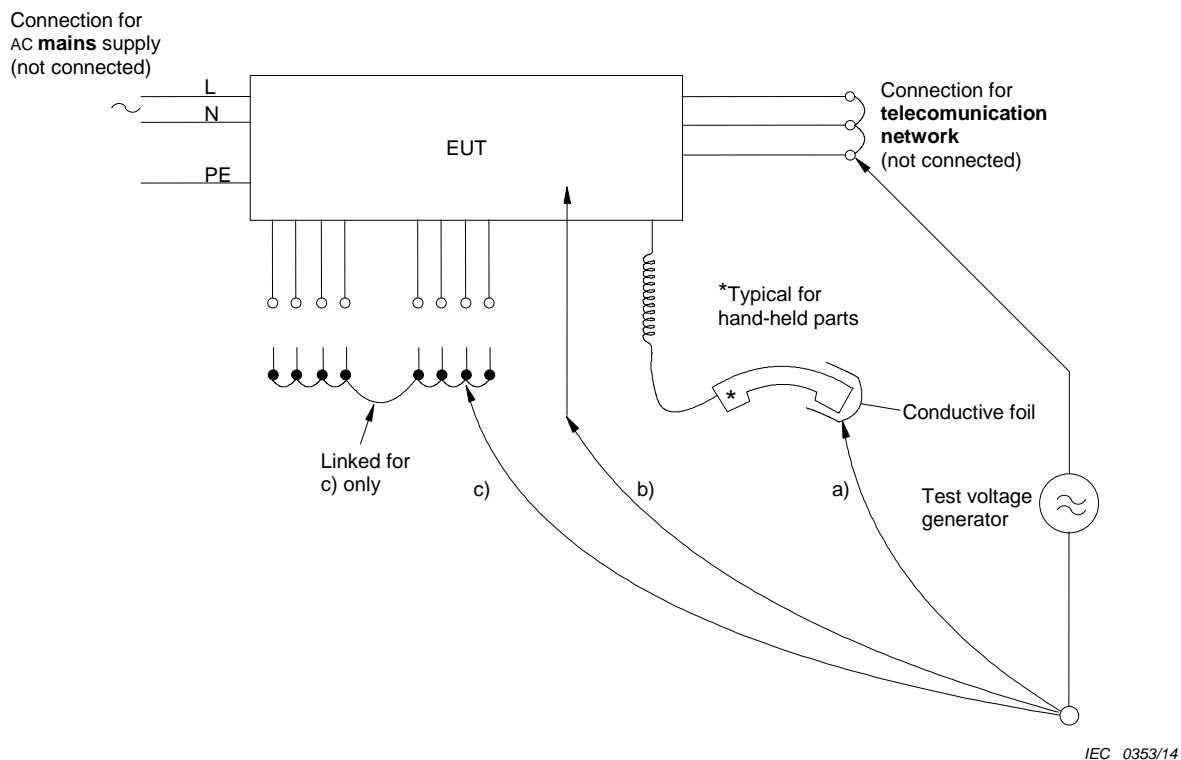 Connection for
AC mains supply
(not connected)
L
N
PE
EUT
Connection for
telecomunication
network
(not connected)
*Typical for
hand-held parts
*
Conductive foil
Linked for
c) only
c)
b)
a)
Test voltage
generator
IEC 0353/14